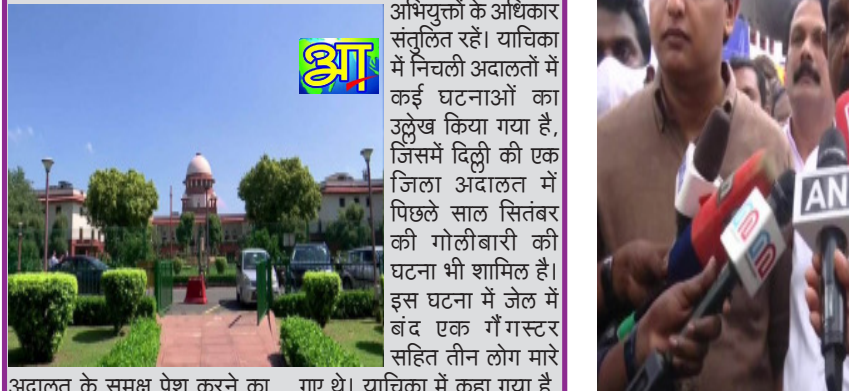 आ
अभियुक्तों के अधिकार
संतुलित रहें। याचिका
में निचली अदालतों में
कई घटनाओं का
उल्लेख किया गया है,
जिसमें दिल्ली की एक
जिला अदालत में
पिछले साल सितंबर
की गोलीबारी की
घटना भी शामिल है।
इस घटना में जेल में
बंद एक गैंगस्टर
सहित तीन लोग मारे
अदालत के समक्ष पेश करने का
गए थे। याचिका में कहा गया है
AN